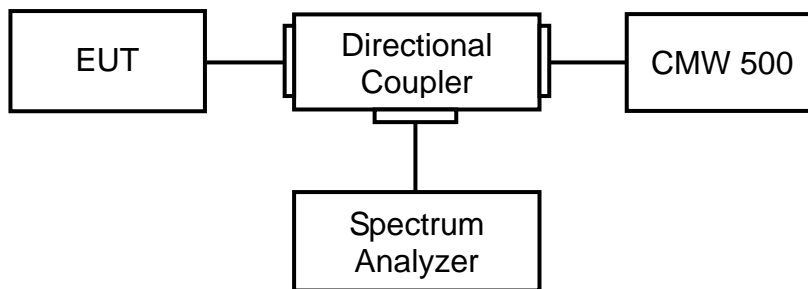 EUT
Directional
Coupler
CMW 500
Spectrum
Analyzer